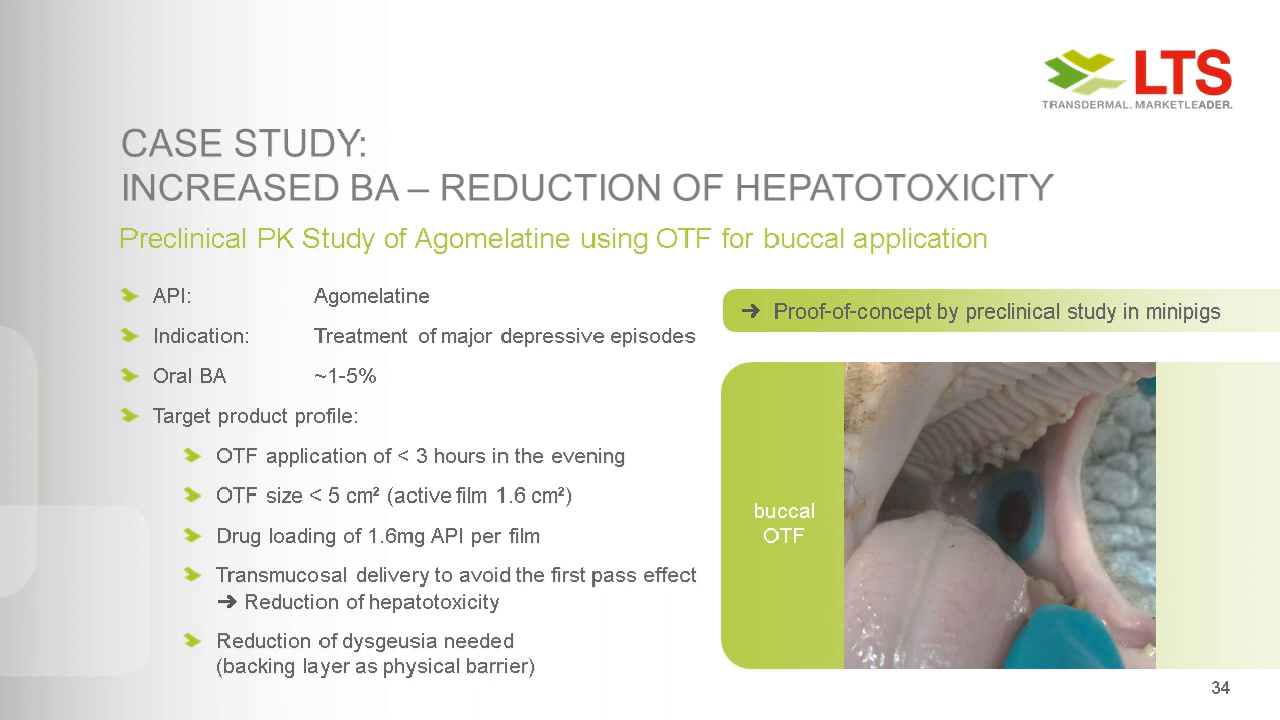 LTS
TRANSDERMAL. MARKETLEADER.
CASE STUDY:
INCREASED BA – REDUCTION OF HEPATOTOXICITY
Preclinical PK Study of Agomelatine using OTF for buccal application
API: Agomelatine
Indication: Treatment of major depressive episodes
Oral BA ~1-5%
Target product profile:
OTF application of < 3 hours in the evening
OTF size < 5 cm² (active film 1.6 cm²)
Drug loading of 1.6mg API per film
Transmucosal delivery to avoid the first pass effect
➔ Reduction of hepatotoxicity
Reduction of dysgeusia needed
(backing layer as physical barrier)
➔ Proof-of-concept by preclinical study in minipigs
buccal
OTF
34